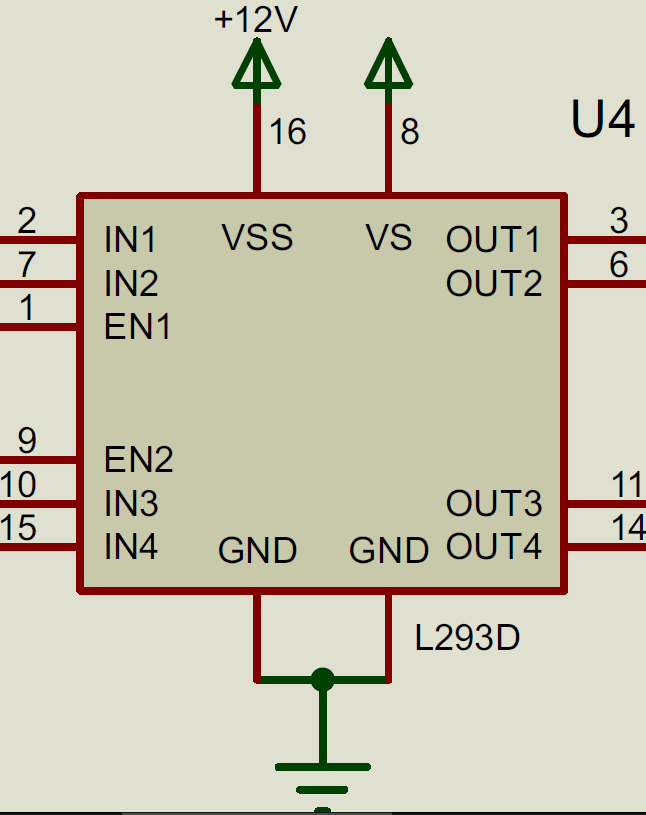 +12V
16
8
U4
2
IN1
VSS
VS
OUT1
3
7
IN2
OUT2
6
1
EN1
9
EN2
10
IN3
OUT3
11
15
IN4
GND
GND
OUT4
14
L293D